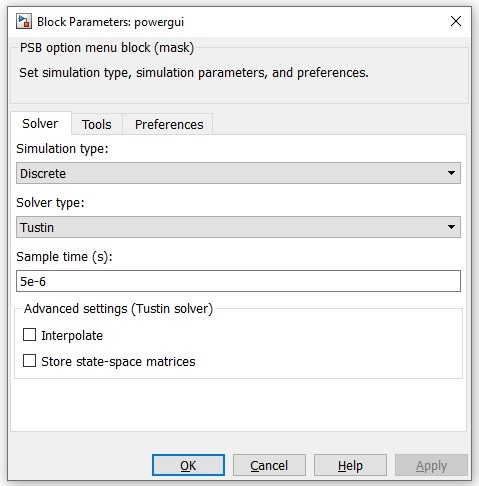 Block Parameters: powergui
PSB option menu block (mask)
Set simulation type, simulation parameters, and preferences.
Solver Tools Preferences
Simulation type:
Discrete
Solver type:
Tustin
Sample time (s):
5e-6
Advanced settings (Tustin solver)
Interpolate
Store state-space matrices
OK Cancel Help Apply